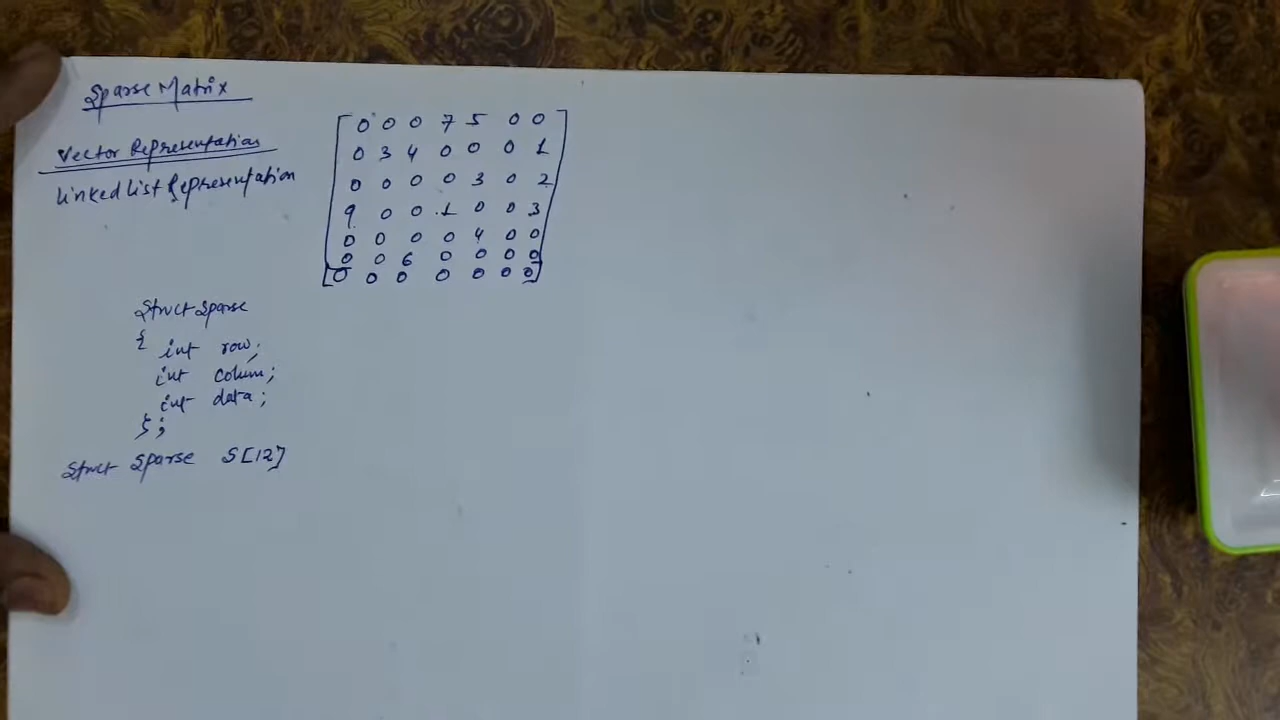 Sparse Matrix
Vector Representation
Linked List Representation
0 0 0 7 5 0 0
0 3 4 0 0 0 1
0 0 0 0 3 0 2
9 0 0 1 0 0 3
0 0 0 0 4 0 0
0 0 6 0 0 0 0
0 0 0 0 0 0 0
Struct Sparse
{ int row;
int colum;
int data;
};
Struct Sparse S[12]